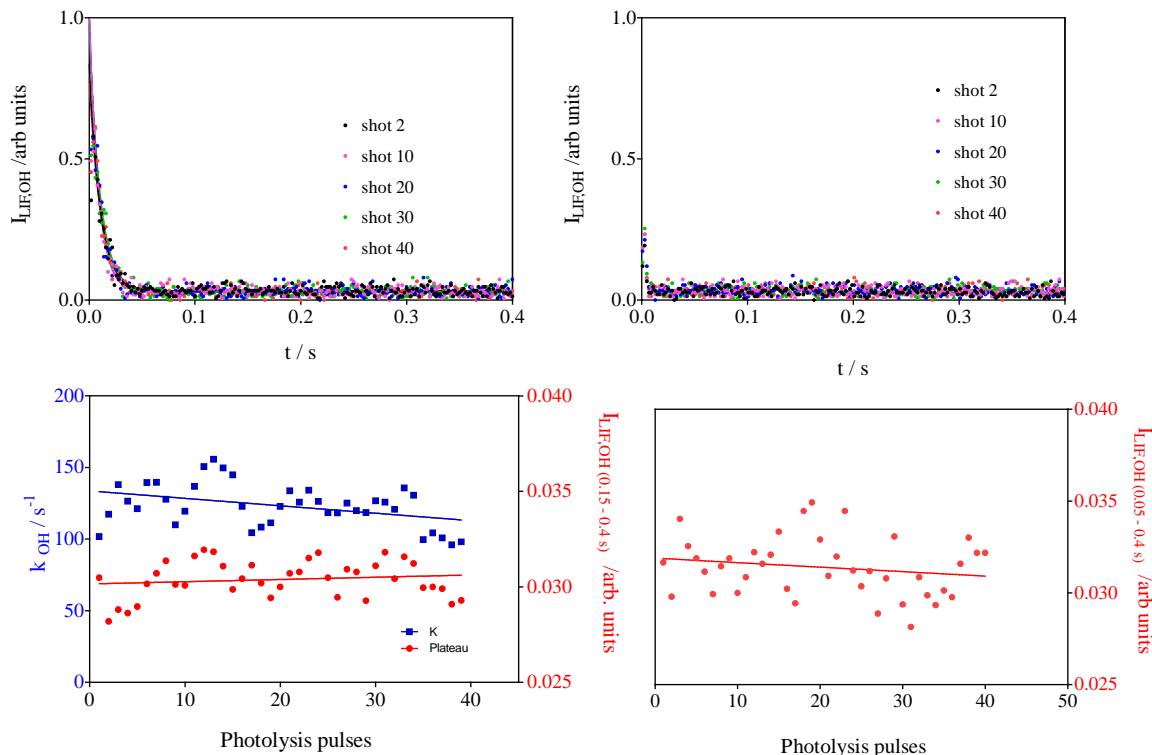 1.0
0.5
0.0
I_LIF,OH /arb units
shot 2
shot 10
shot 20
shot 30
shot 40
0.0 0.1 0.2 0.3 0.4
t / s
1.0
0.5
0.0
I_LIF,OH /arb units
shot 2
shot 10
shot 20
shot 30
shot 40
0.0 0.1 0.2 0.3 0.4
t / s
200
150
100
50
0
k_OH / s^-1
0.040
0.035
0.030
0.025
I_LIF,OH (0.15 - 0.4 s) /arb. units
K
Plateau
0 10 20 30 40
Photolysis pulses
0.040
0.035
0.030
0.025
I_LIF,OH (0.05 - 0.4 s) /arb units
0 10 20 30 40 50
Photolysis pulses